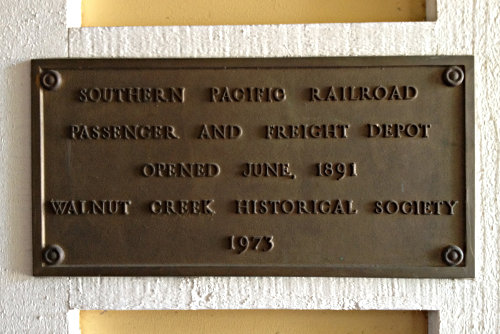 SOUTHERN PACIFIC RAILROAD
PASSENGER AND FREIGHT DEPOT
OPENED JUNE, 1891
WALNUT CREEK HISTORICAL SOCIETY
1973